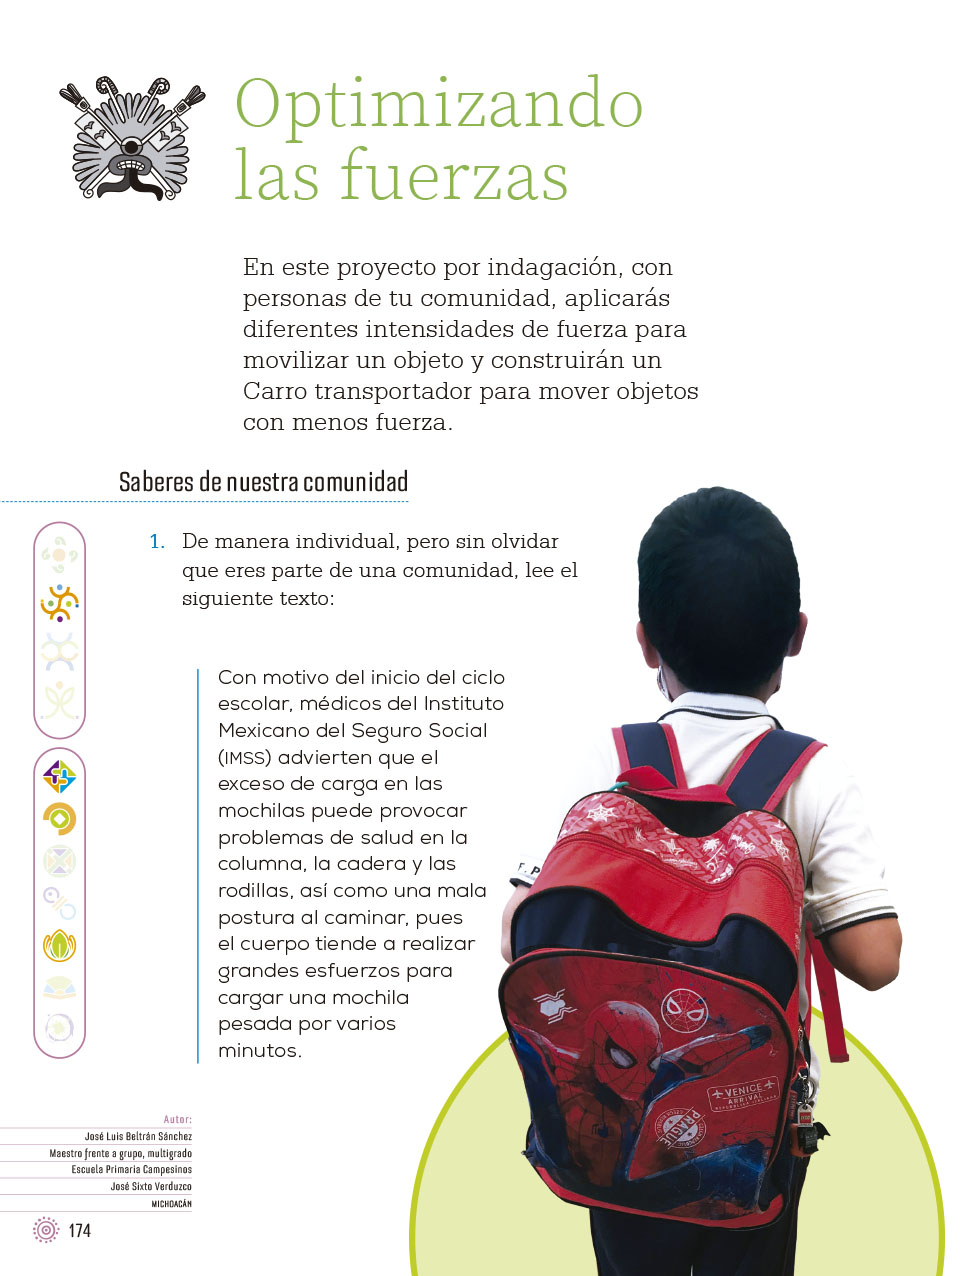 Optimizando
las fuerzas
En este proyecto por indagación, con
personas de tu comunidad, aplicarás
diferentes intensidades de fuerza para
movilizar un objeto y construirán un
Carro transportador para mover objetos
con menos fuerza.
Saberes de nuestra comunidad
1. De manera individual, pero sin olvidar
que eres parte de una comunidad, lee el
siguiente texto:
Con motivo del inicio del ciclo
escolar, médicos del Instituto
Mexicano del Seguro Social
(IMSS) advierten que el
exceso de carga en las
mochilas puede provocar
problemas de salud en la
columna, la cadera y las
rodillas, así como una mala
postura al caminar, pues
el cuerpo tiende a realizar
grandes esfuerzos para
cargar una mochila
pesada por varios
minutos.
F. P
VENICE
ARRIVAL
PRAGUE
Autor:
José Luis Beltrán Sánchez
Maestro frente a grupo, multigrado
Escuela Primaria Campesinos
José Sixto Verduzco
MICHOACÁN
174